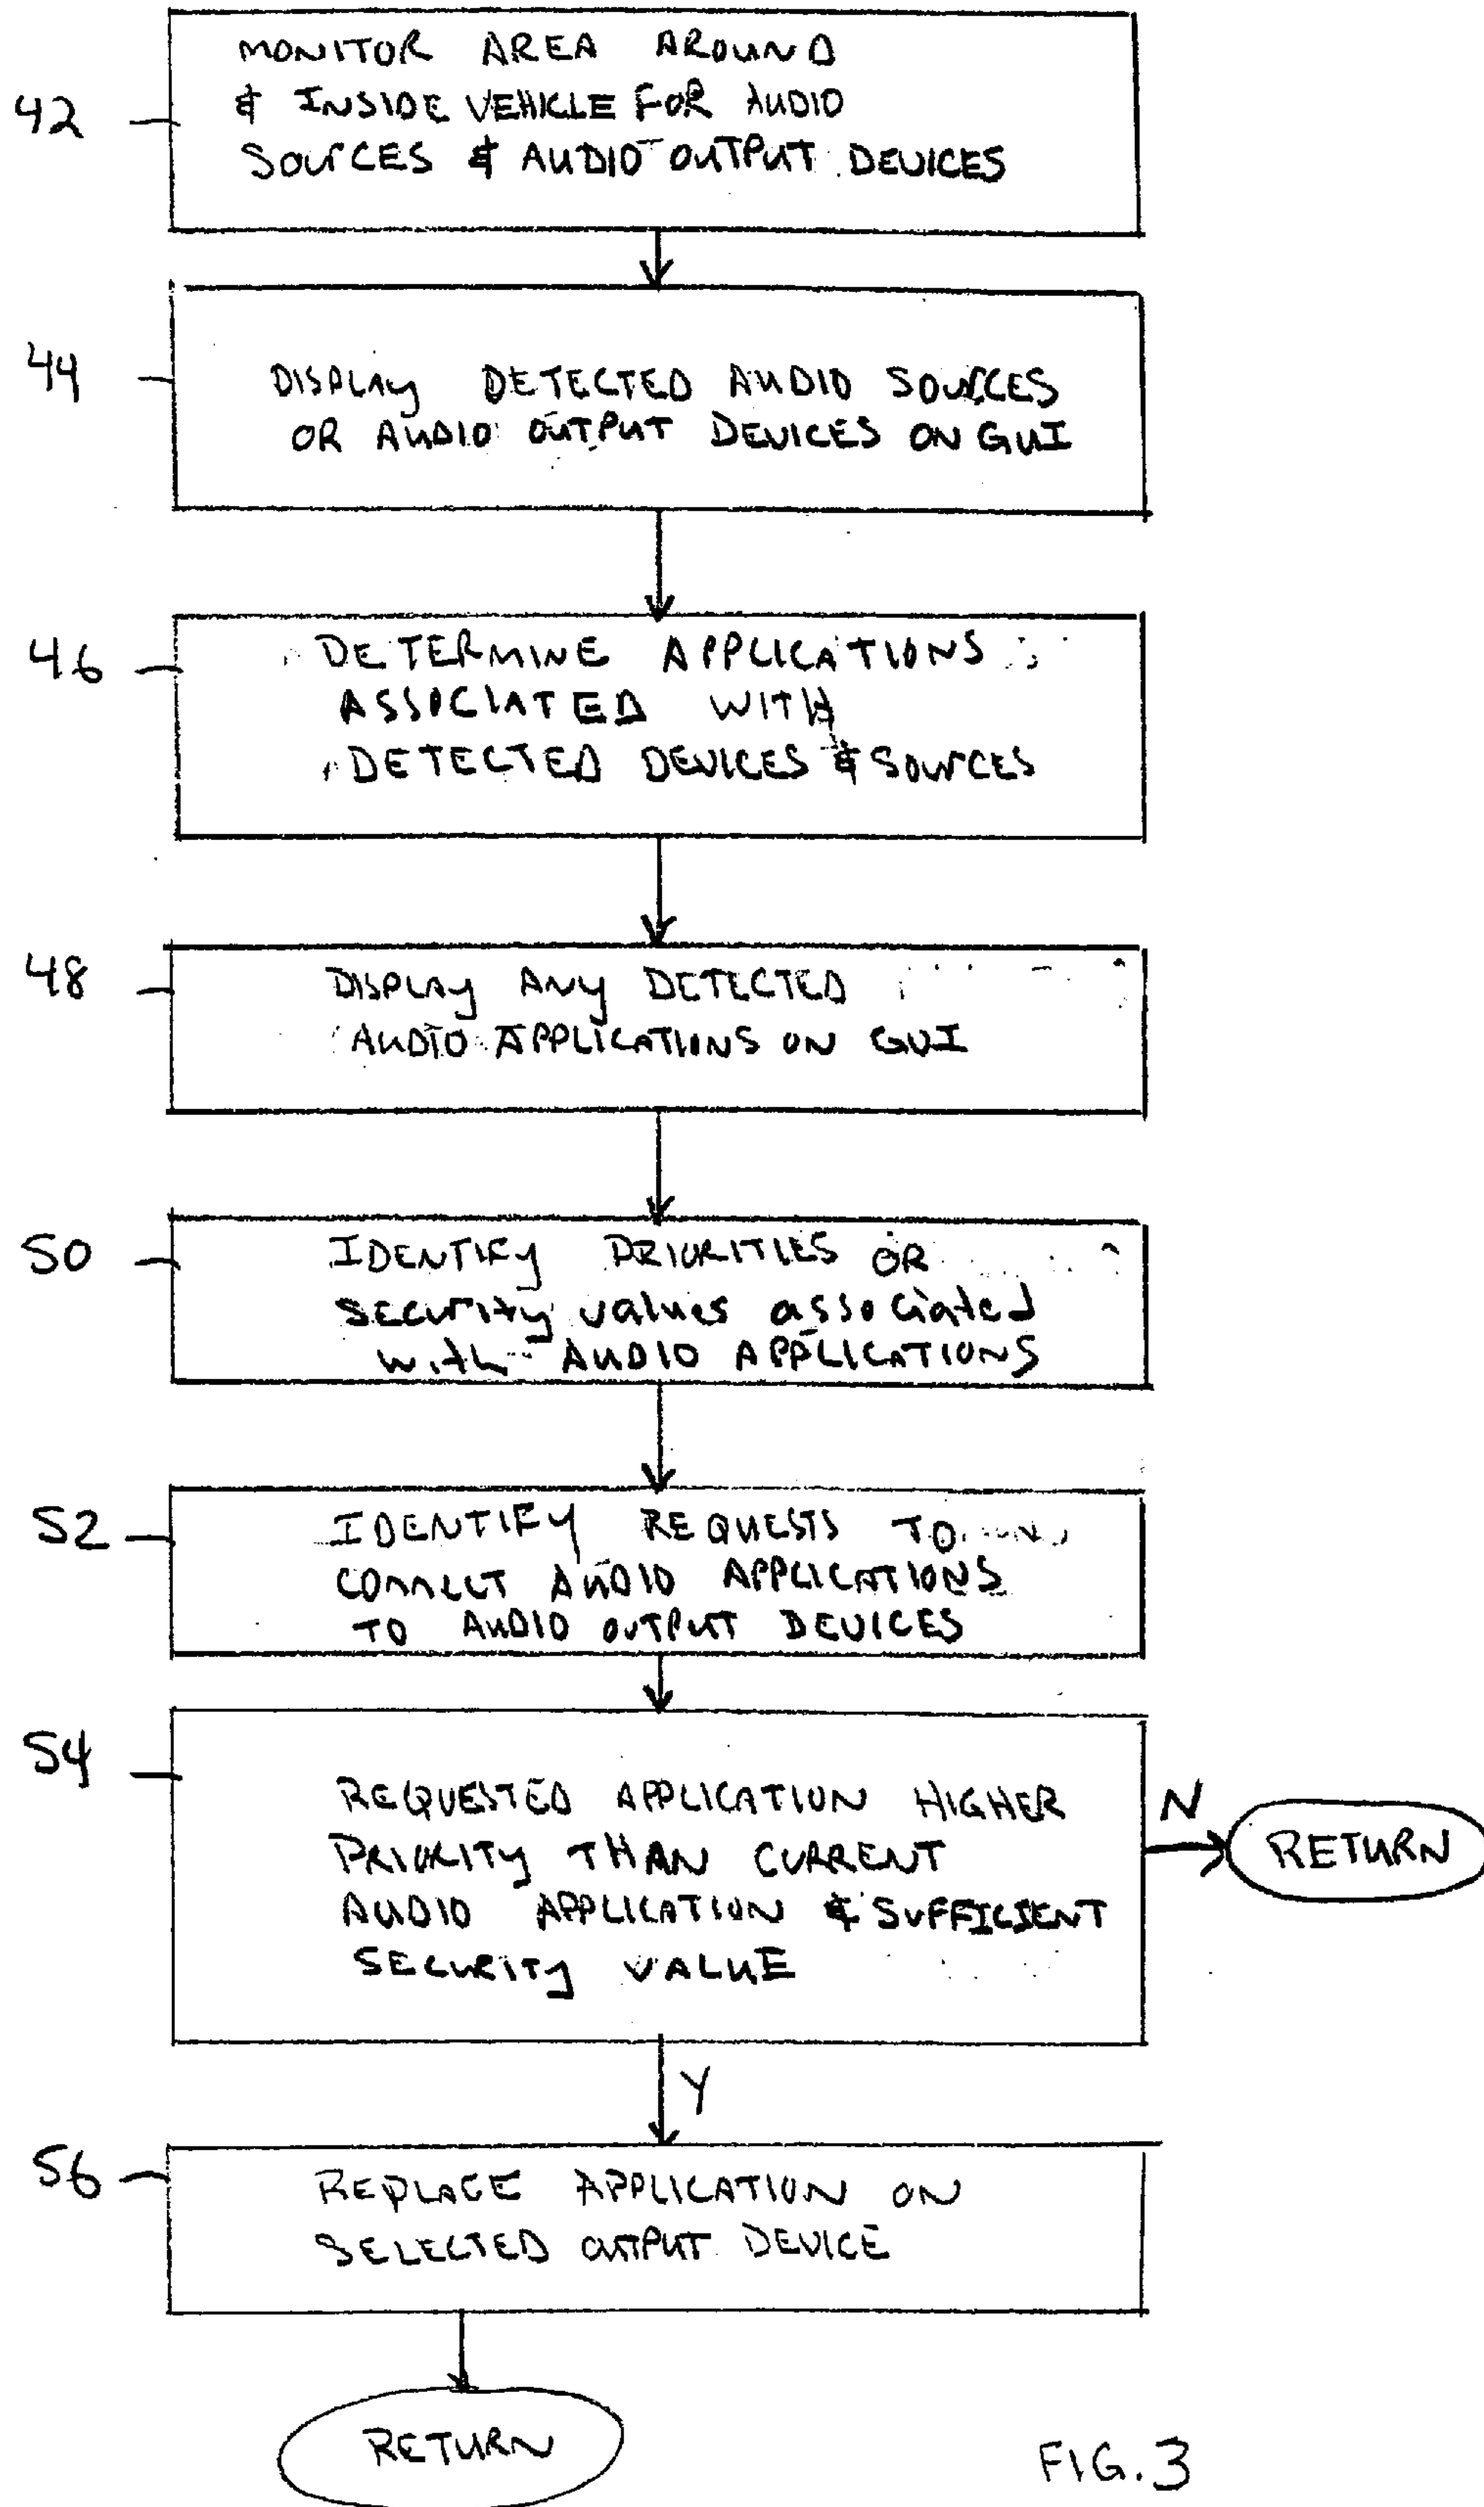 42
MONITOR AREA AROUND
& INSIDE VEHICLE FOR AUDIO
SOURCES & AUDIO OUTPUT DEVICES
44
DISPLAY DETECTED AUDIO SOURCES
OR AUDIO OUTPUT DEVICES ON GUI
46
DETERMINE APPLICATIONS
ASSOCIATED WITH
DETECTED DEVICES & SOURCES
48
DISPLAY ANY DETECTED
AUDIO APPLICATIONS ON GUI
50
IDENTIFY PRIORITIES OR
security values associated
with AUDIO APPLICATIONS
52
IDENTIFY REQUESTS TO
CONNECT AUDIO APPLICATIONS
TO AUDIO OUTPUT DEVICES
54
REQUESTED APPLICATION HIGHER
PRIORITY THAN CURRENT
AUDIO APPLICATION & SUFFICIENT
SECURITY VALUE
N
RETURN
Y
56
REPLACE APPLICATION ON
SELECTED OUTPUT DEVICE
RETURN
FIG. 3